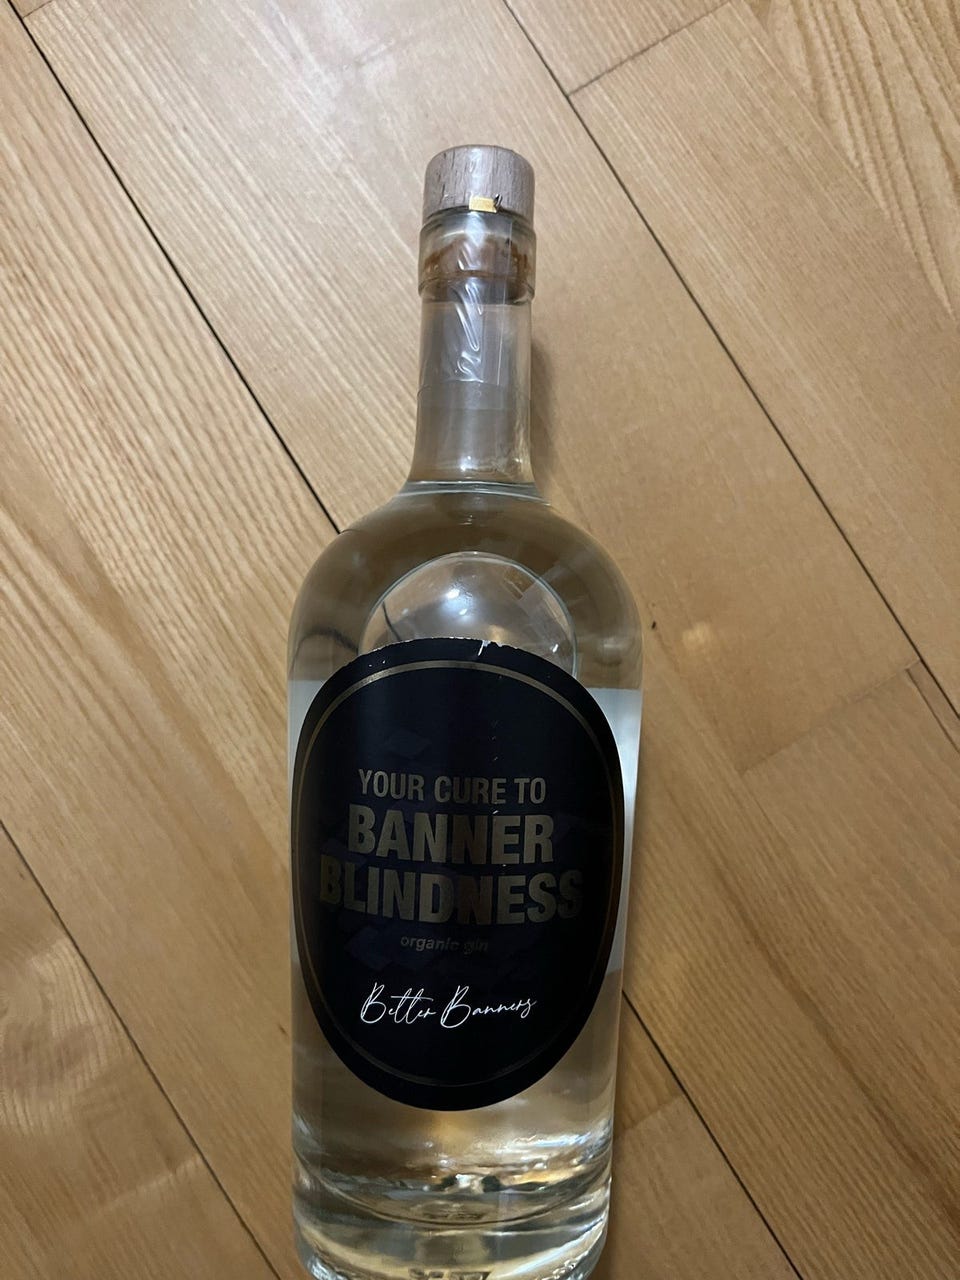 YOUR CURE TO
BANNER
BLINDNESS
organic gin
Better Banners